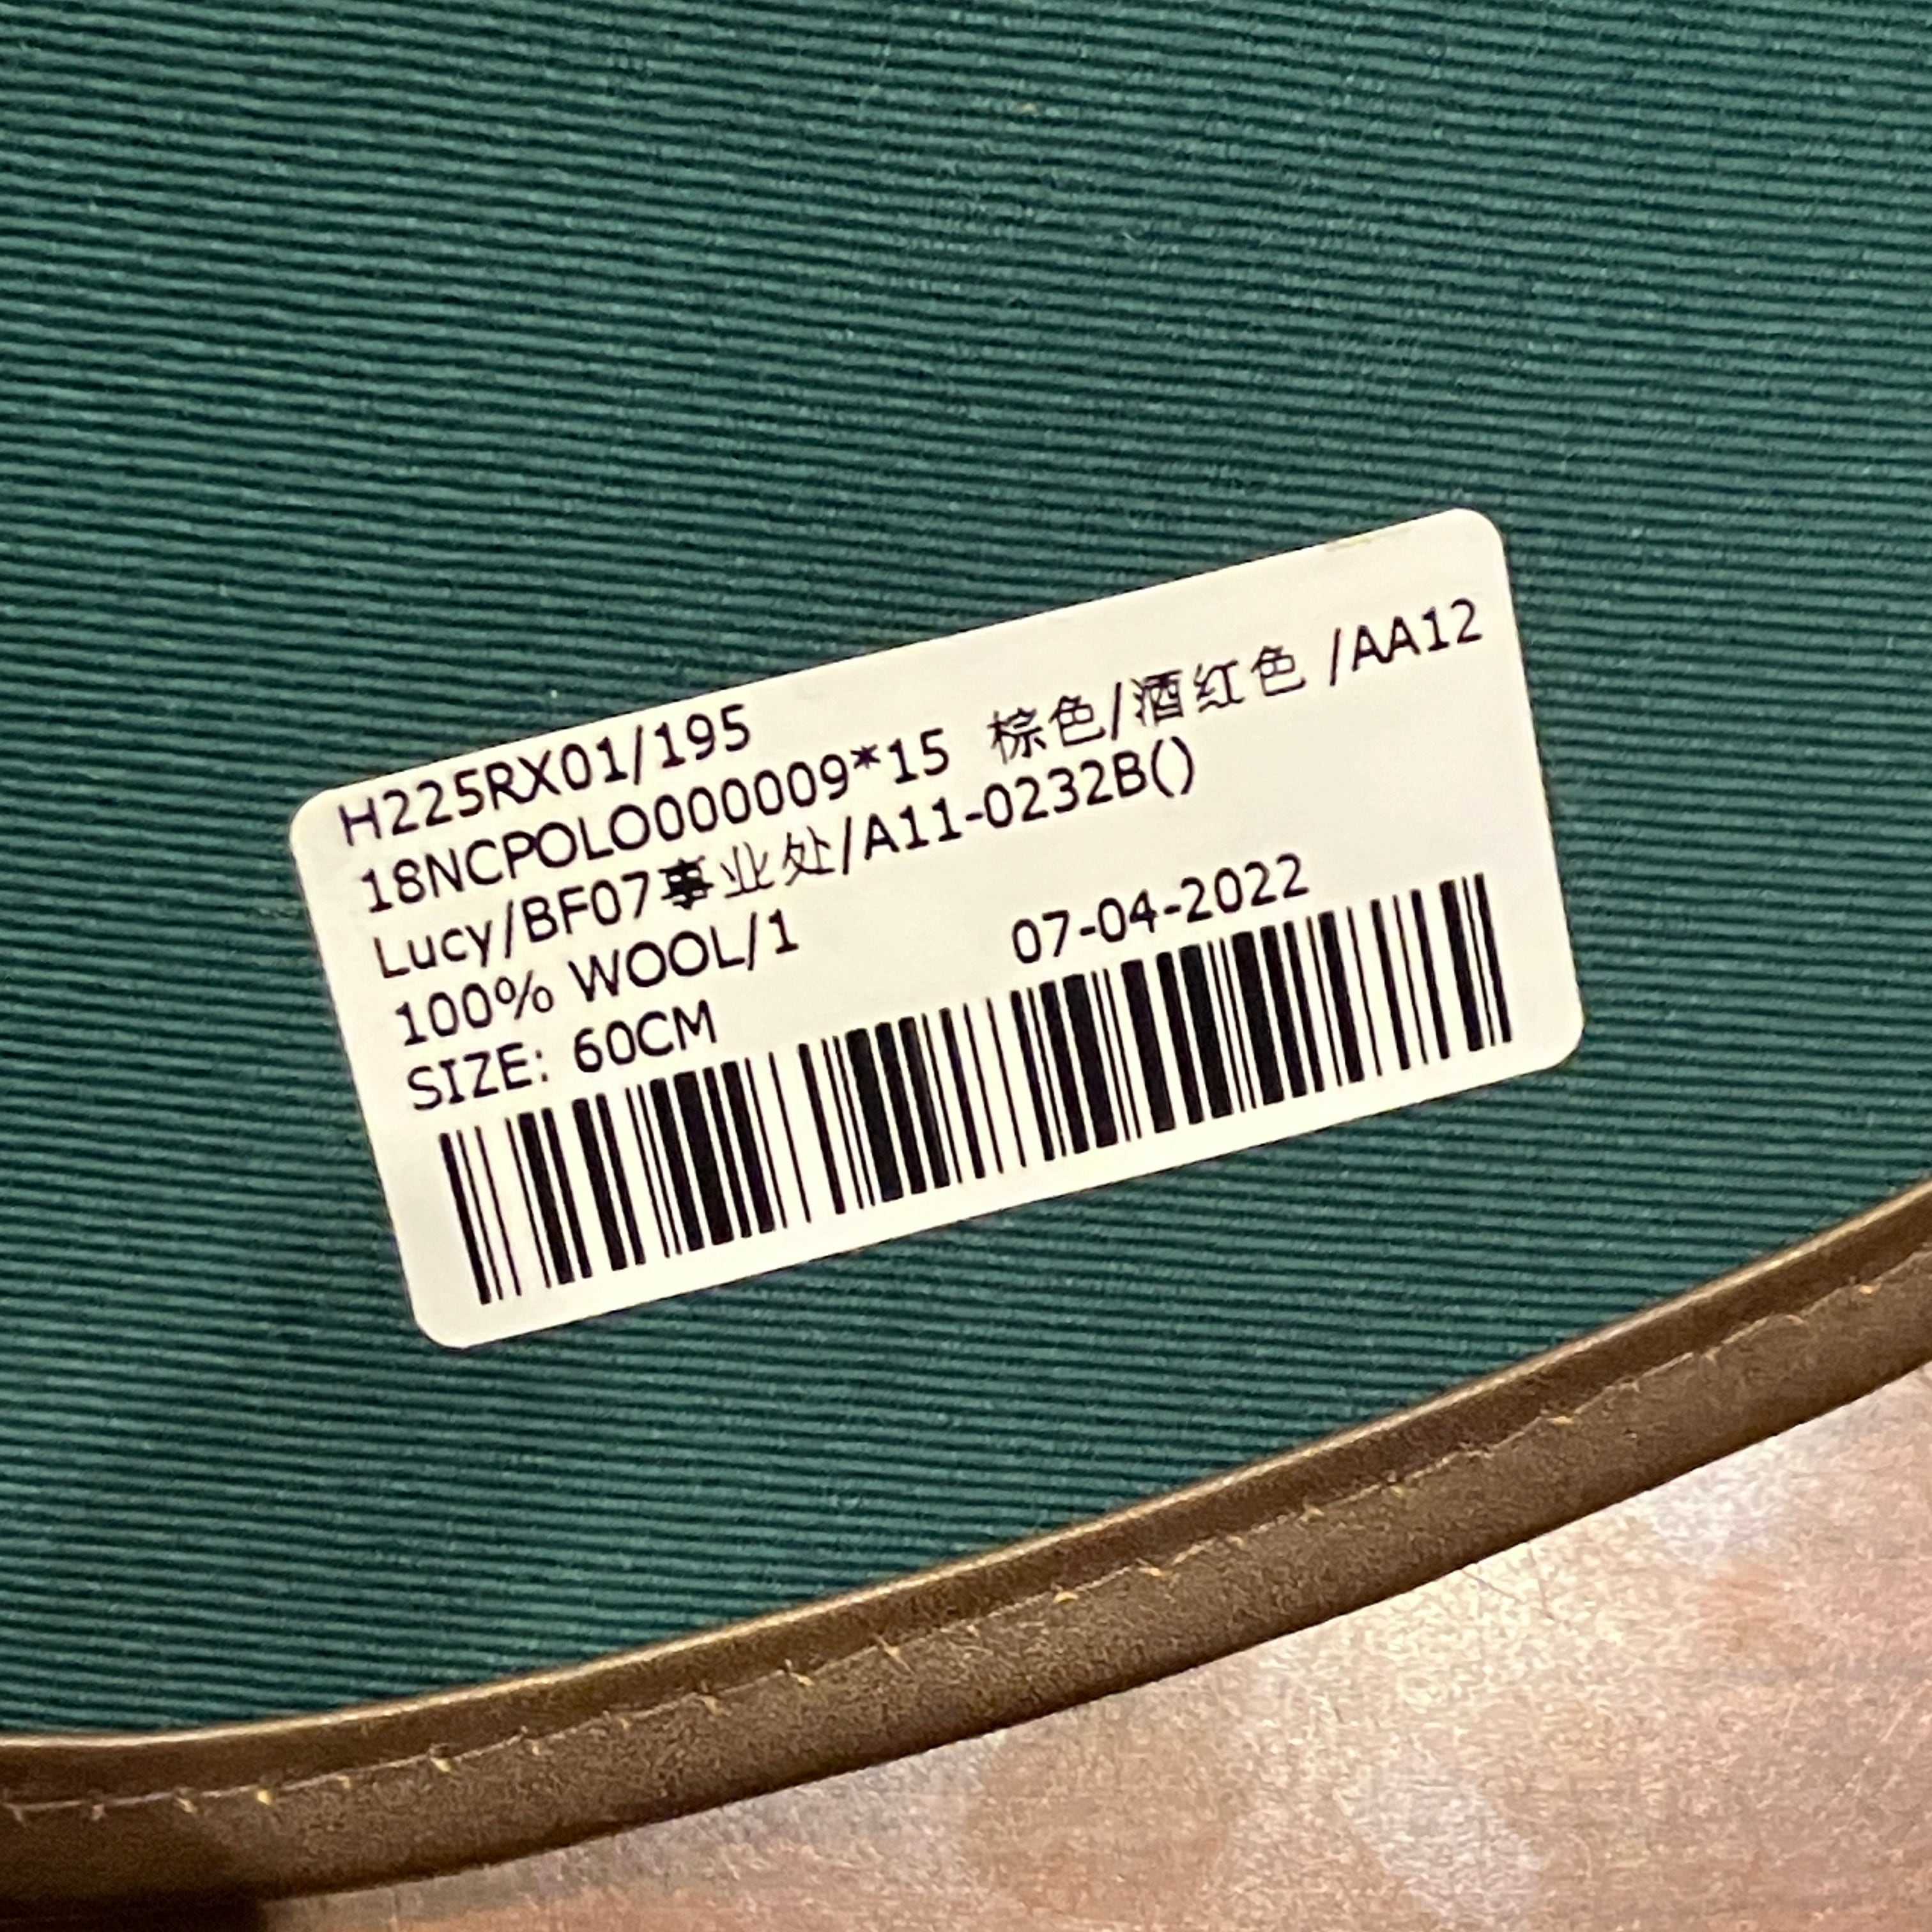 H225RX01/195
18NCPOLO000009*15 棕色/酒红色 /AA12
Lucy/BF07事业处/A11-0232B()
100% WOOL/1 07-04-2022
SIZE: 60CM